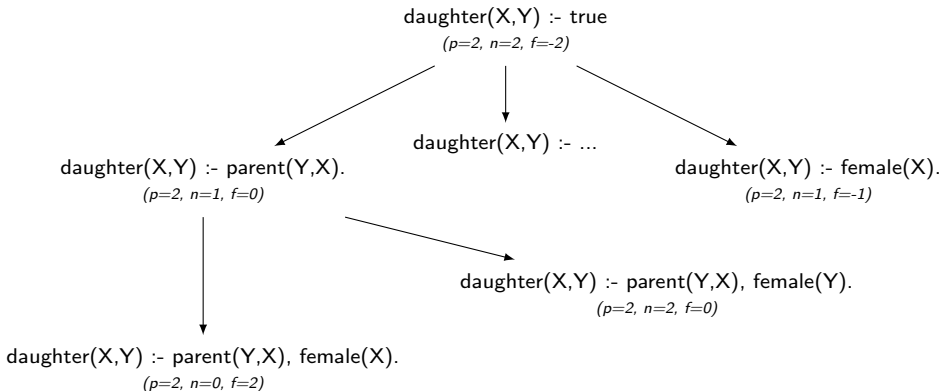 daughter(X,Y) :- true
(p=2, n=2, f=-2)
daughter(X,Y) :- ...
daughter(X,Y) :- parent(Y,X).
(p=2, n=1, f=0)
daughter(X,Y) :- female(X).
(p=2, n=1, f=-1)
daughter(X,Y) :- parent(Y,X), female(Y).
(p=2, n=2, f=0)
daughter(X,Y) :- parent(Y,X), female(X).
(p=2, n=0, f=2)